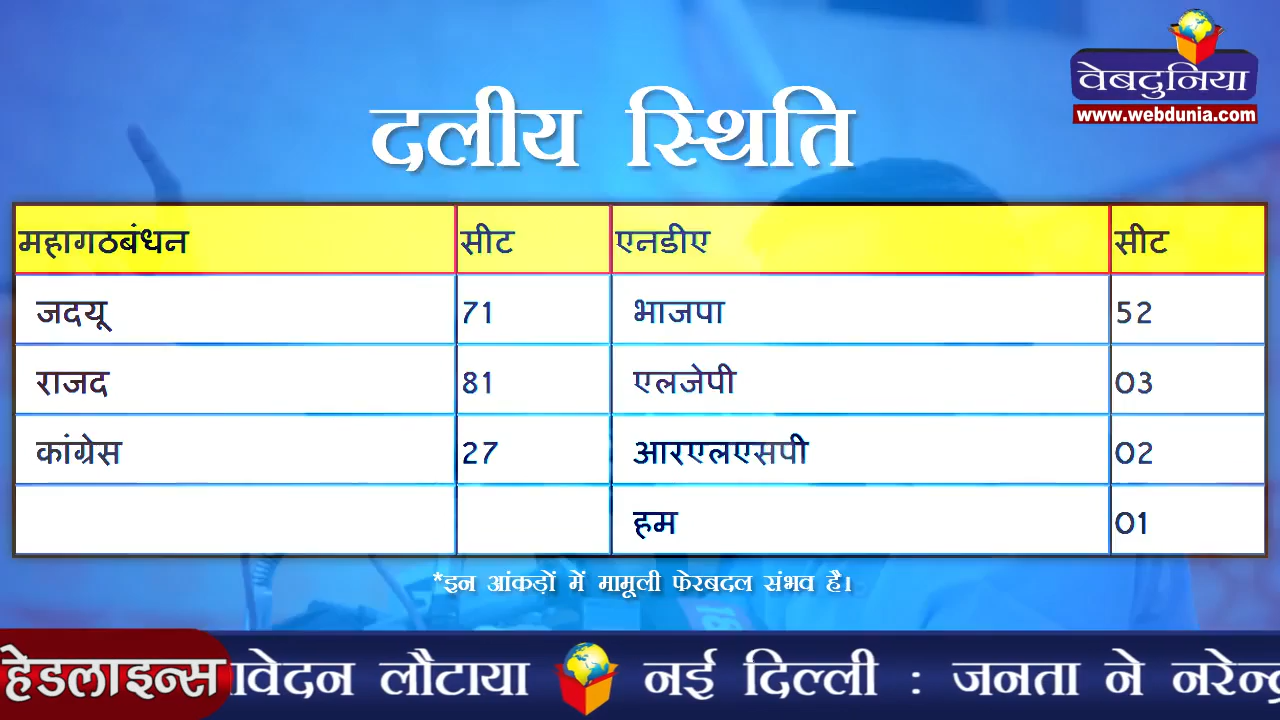 वेबदुनिया
www.webdunia.com
दलीय स्थिति
महागठबंधन सीट एनडीए सीट
जदयू 71 भाजपा 52
राजद 81 एलजेपी 03
कांग्रेस 27 आरएलएसपी 02
हम 01
*इन आंकड़ों में मामूली फेरबदल संभव है।
हेडलाइन्स ावेदन लौटाया नई दिल्ली : जनता ने नरेन्द्र